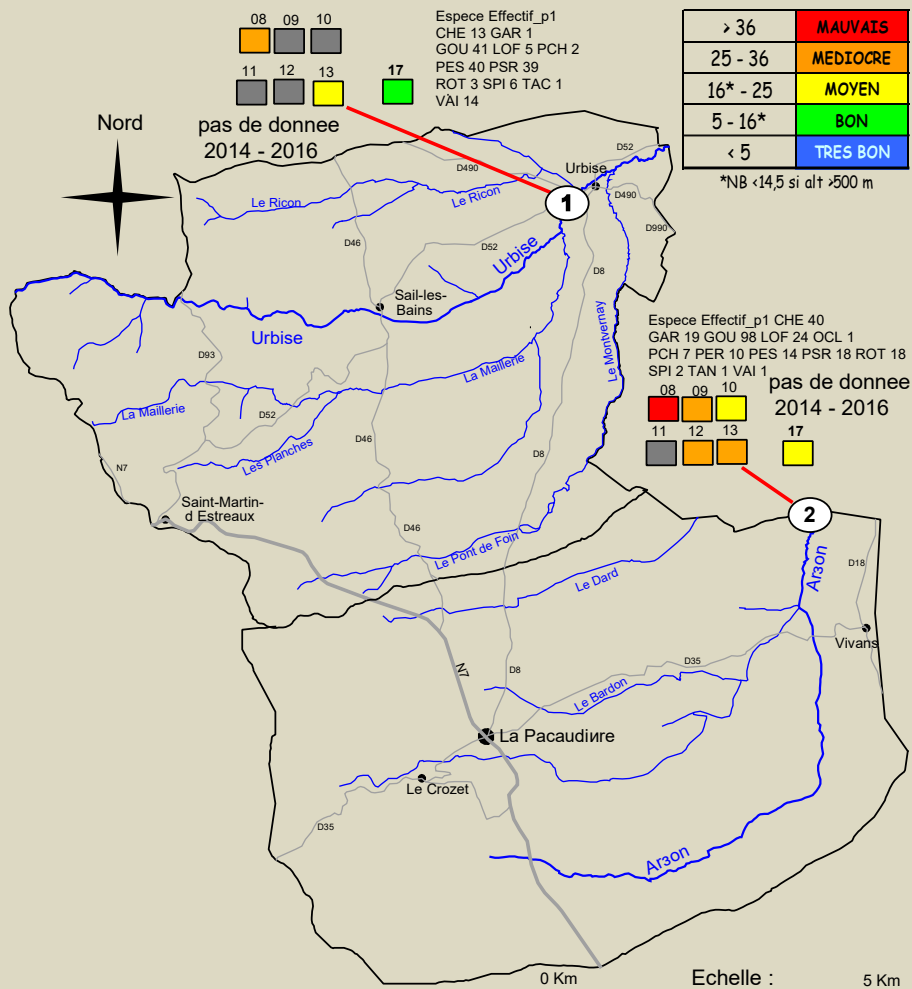 08 09 10
11 12 13 17
pas de donnee
2014 - 2016
Espece Effectif_p1
CHE 13 GAR 1
GOU 41 LOF 5 PCH 2
PES 40 PSR 39
ROT 3 SPI 6 TAC 1
VAI 14
> 36 MAUVAIS
25 - 36 MEDIOCRE
16* - 25 MOYEN
5 - 16* BON
< 5 TRES BON
*NB <14,5 si alt >500 m
Nord
D490
Urbise
D52
Le Ricon
Le Ricon
1
D490
D990
D46
D52
Urbise
D8
Sail-les-
Bains
Urbise
Le Montvernay
D93
La Maillerie
La Maillerie
D52
D46
Les Planches
D8
N7
Saint-Martin-
d Estreaux
Espece Effectif_p1 CHE 40
GAR 19 GOU 98 LOF 24 OCL 1
PCH 7 PER 10 PES 14 PSR 18 ROT 18
SPI 2 TAN 1 VAI 1
pas de donnee
2014 - 2016
08 09 10
11 12 13 17
2
D46
Le Pont de Foin
Arзon
D18
Le Dard
Vivans
D35
N7
D8
Le Bardon
La Pacaudиre
Le Crozet
D35
Arзon
0 Km
Echelle :
5 Km